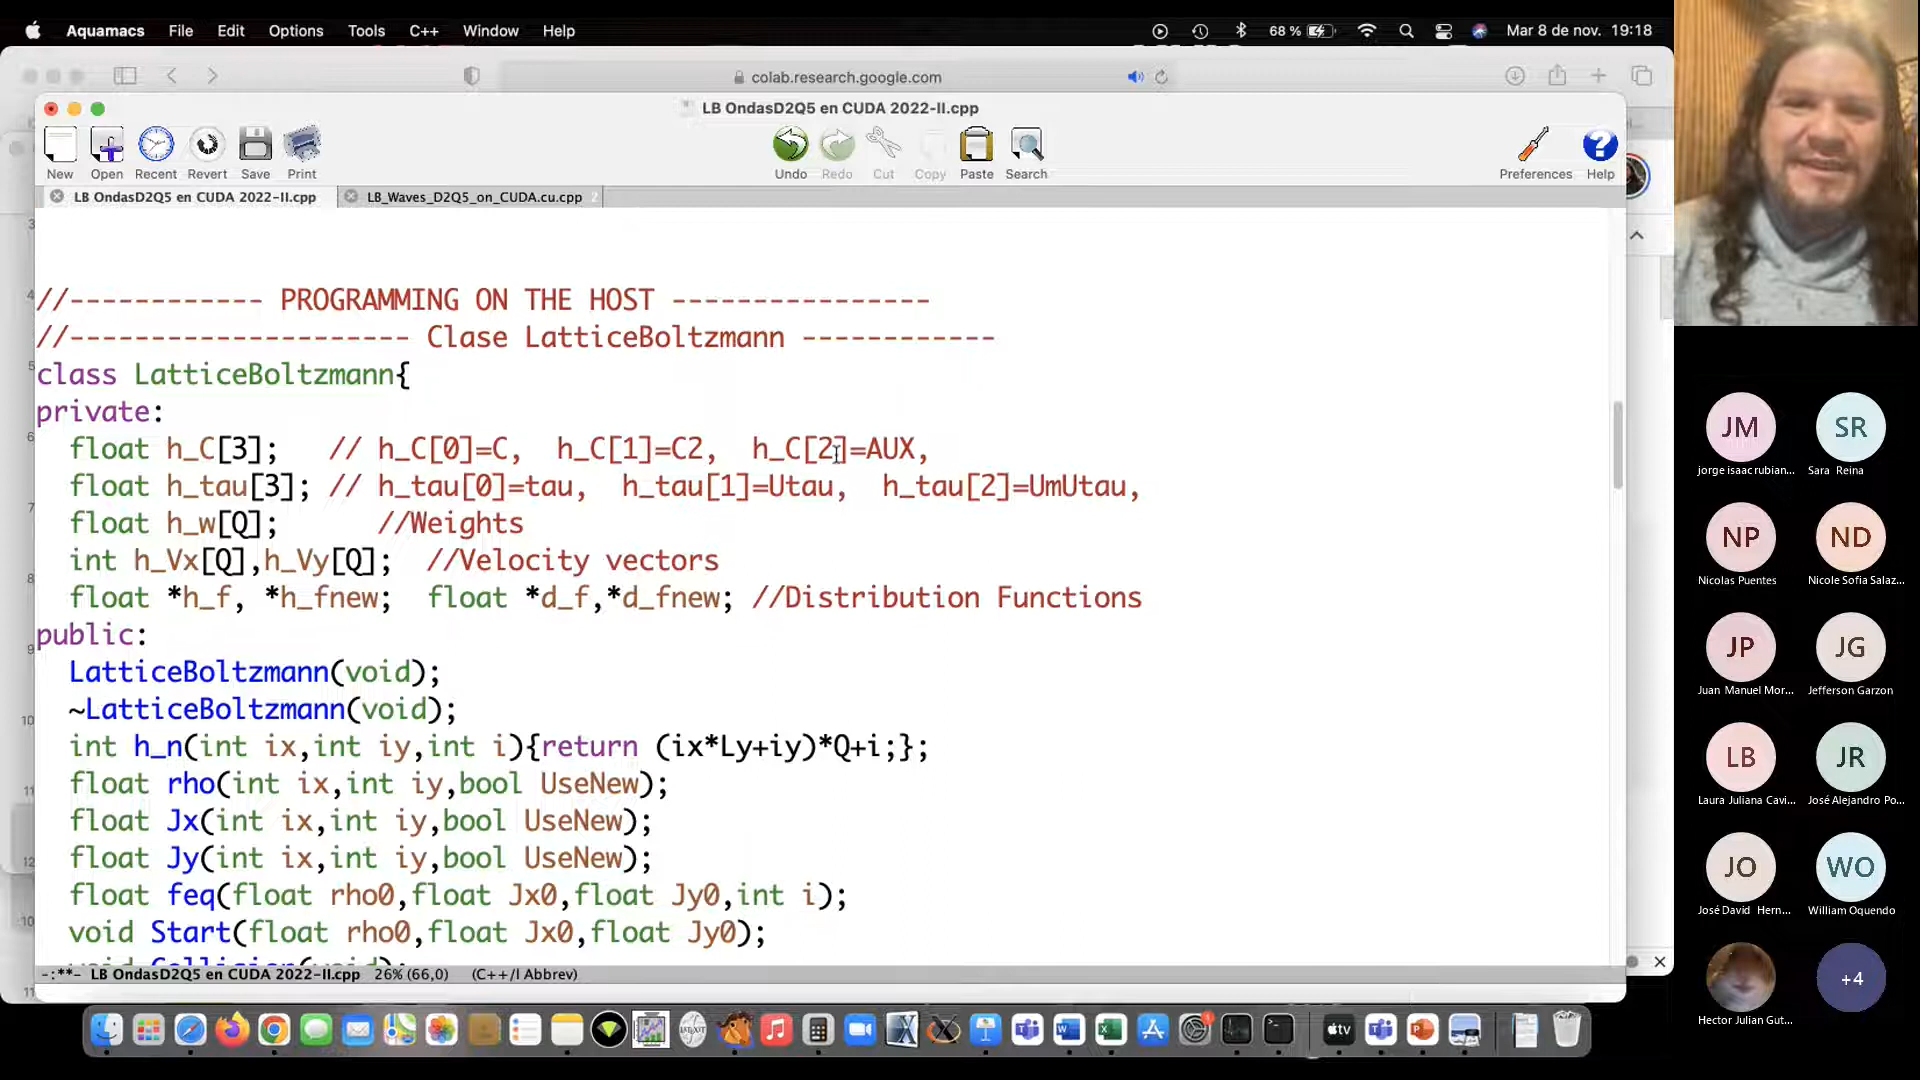 Aquamacs File Edit Options Tools C++ Window Help
68 % Mar 8 de nov. 19:18
colab.research.google.com
LB OndasD2Q5 en CUDA 2022-II.cpp
New Open Recent Revert Save Print Undo Redo Cut Copy Paste Search Preferences Help
LB OndasD2Q5 en CUDA 2022-II.cpp LB_Waves_D2Q5_on_CUDA.cu.cpp 2
//------------ PROGRAMMING ON THE HOST ----------------
//--------------------- Clase LatticeBoltzmann ------------
class LatticeBoltzmann{
private:
float h_C[3]; // h_C[0]=C, h_C[1]=C2, h_C[2]=AUX,
float h_tau[3]; // h_tau[0]=tau, h_tau[1]=Utau, h_tau[2]=UmUtau,
float h_w[Q]; //Weights
int h_Vx[Q],h_Vy[Q]; //Velocity vectors
float *h_f, *h_fnew; float *d_f,*d_fnew; //Distribution Functions
public:
LatticeBoltzmann(void);
~LatticeBoltzmann(void);
int h_n(int ix,int iy,int i){return (ix*Ly+iy)*Q+i;};
float rho(int ix,int iy,bool UseNew);
float Jx(int ix,int iy,bool UseNew);
float Jy(int ix,int iy,bool UseNew);
float feq(float rho0,float Jx0,float Jy0,int i);
void Start(float rho0,float Jx0,float Jy0);
void Collision(void);
-:**- LB OndasD2Q5 en CUDA 2022-II.cpp 26% (66,0) (C++/l Abbrev)
JM SR
jorge isaac rubian... Sara Reina
NP ND
Nicolas Puentes Nicole Sofia Salaz...
JP JG
Juan Manuel Mor... Jefferson Garzon
LB JR
Laura Juliana Cavi... José Alejandro Po...
JO WO
José David Hern... William Oquendo
+4
Hector Julian Gut...
tv